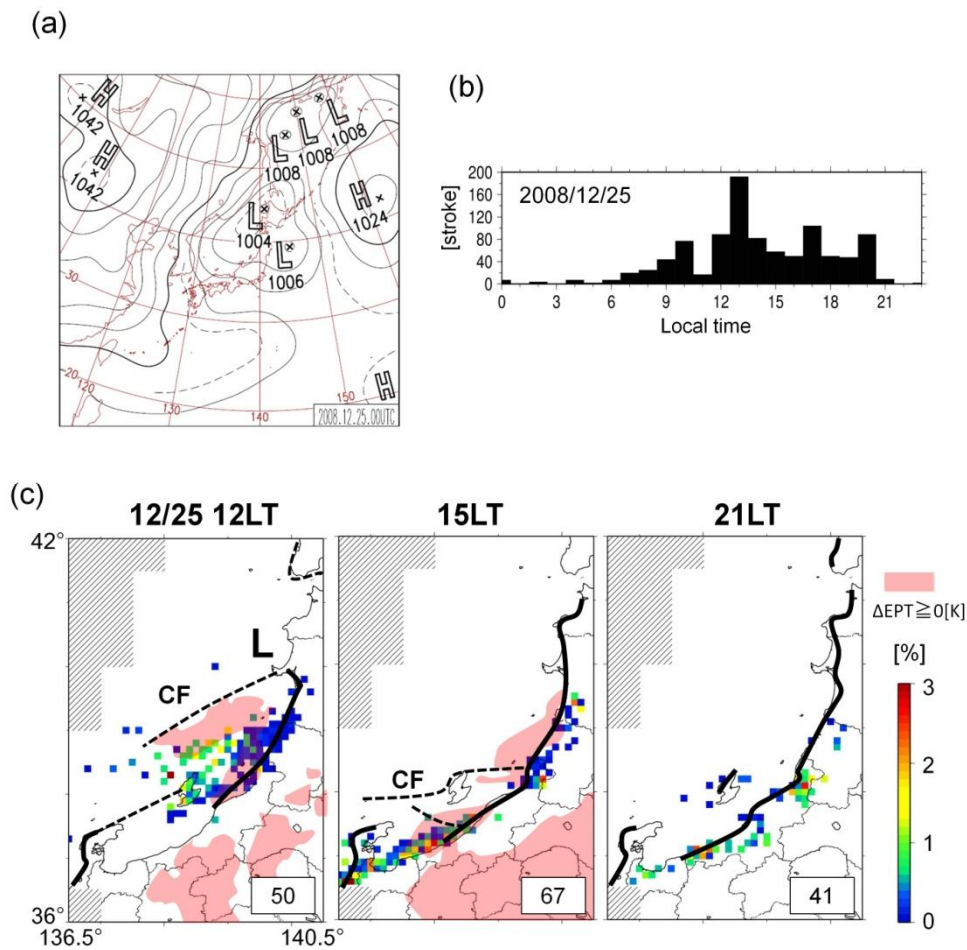 (a)
H
1042
H
1042
L
1008
L
1008
L
1008
H
1024
L
1004
L
1006
H
30
20
120
130
140
150
2008.12.25.00UTC
(b)
2008/12/25
[stroke]
200
160
120
80
40
0
0 3 6 9 12 15 18 21
Local time
(c)
12/25 12LT
15LT
21LT
42°
36°
136.5°
140.5°
L
CF
50
CF
67
41
ΔEPT≧0[K]
[%]
3
2
1
0